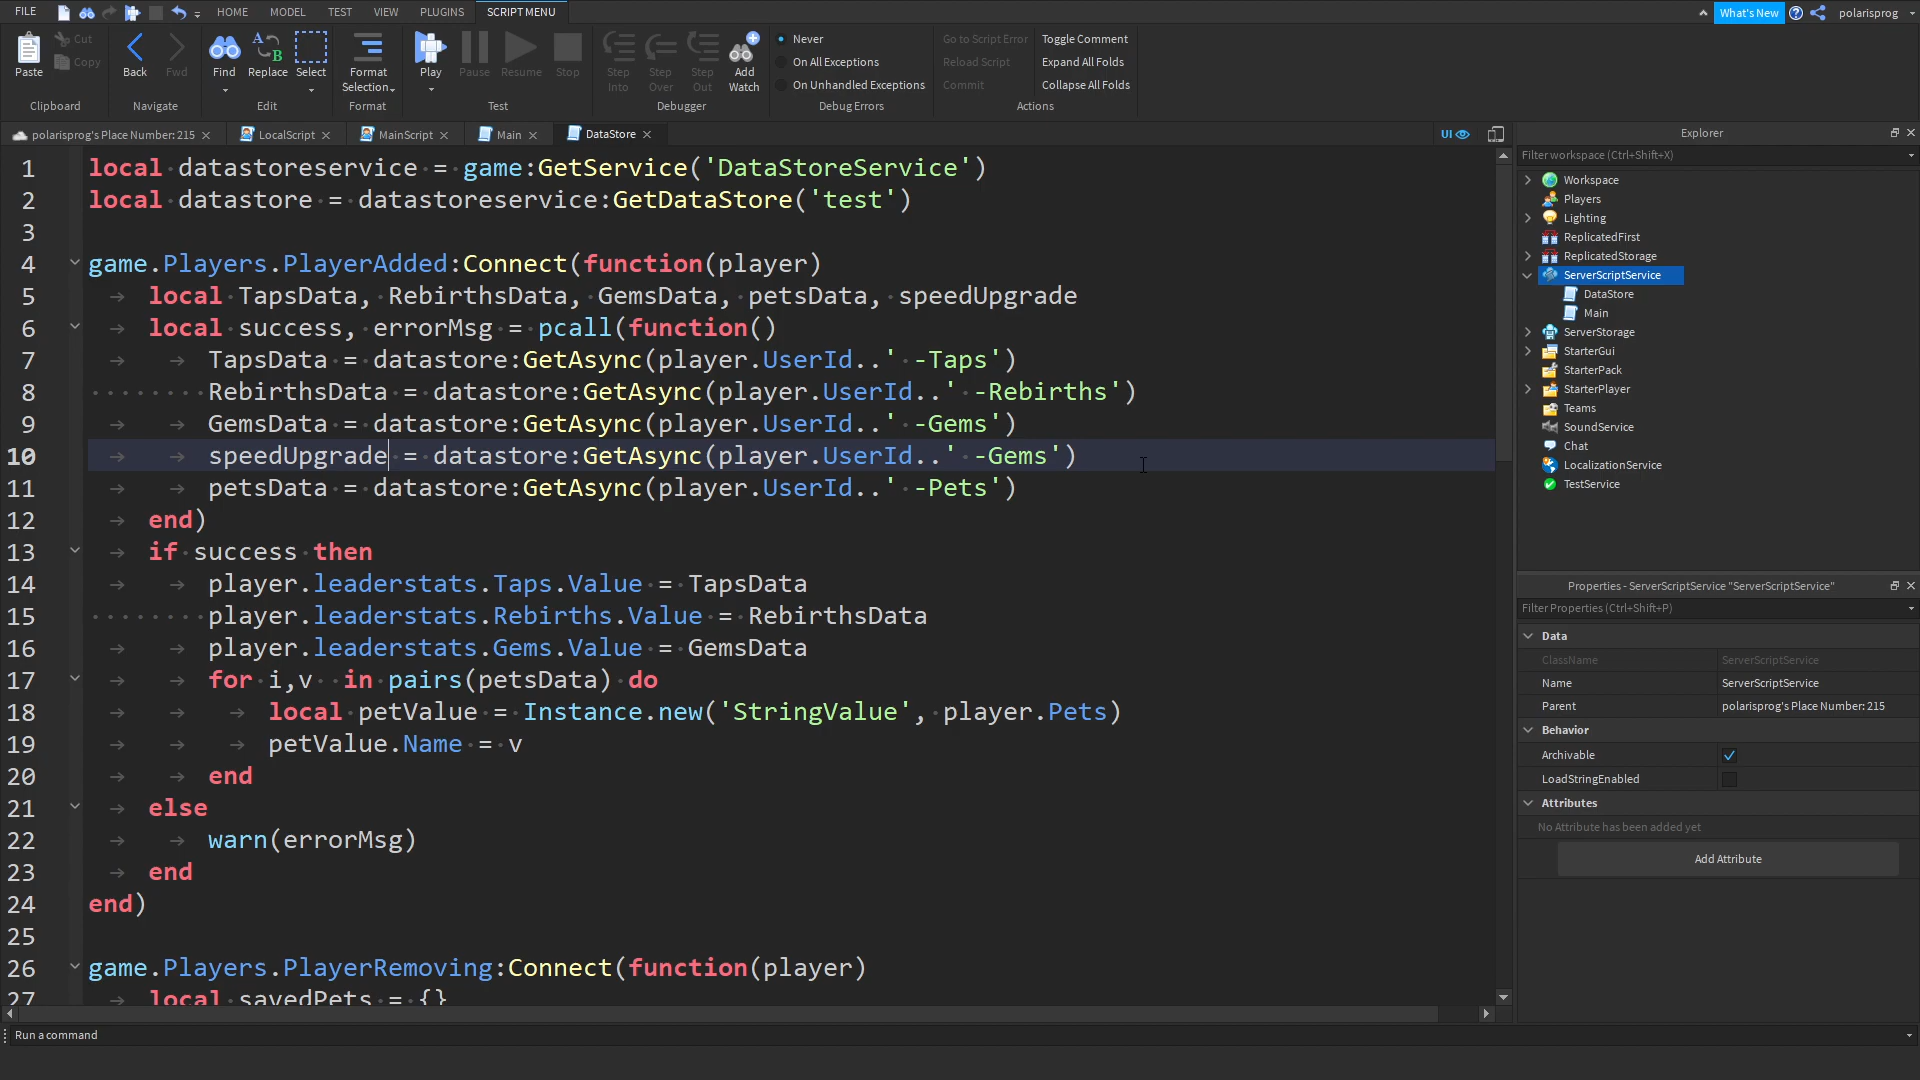 FILE HOME MODEL TEST VIEW PLUGINS SCRIPT MENU What's New polarisprog
Paste Cut Copy Clipboard
Back Fwd Navigate
Find Replace Select Edit
Format Selection Format
Play Pause Resume Stop Test
Step Into Step Over Step Out Add Watch Debugger
Never
On All Exceptions
On Unhandled Exceptions
Debug Errors
Go to Script Error
Reload Script
Commit
Toggle Comment
Expand All Folds
Collapse All Folds
Actions
polarisprog's Place Number: 215 LocalScript MainScript Main DataStore UI
1 local datastoreservice = game:GetService('DataStoreService')
2 local datastore = datastoreservice:GetDataStore('test')
3
4 game.Players.PlayerAdded:Connect(function(player)
5 local TapsData, RebirthsData, GemsData, petsData, speedUpgrade
6 local success, errorMsg = pcall(function()
7 TapsData = datastore:GetAsync(player.UserId..' -Taps')
8 RebirthsData = datastore:GetAsync(player.UserId..' -Rebirths')
9 GemsData = datastore:GetAsync(player.UserId..' -Gems')
10 speedUpgrade = datastore:GetAsync(player.UserId..' -Gems')
11 petsData = datastore:GetAsync(player.UserId..' -Pets')
12 end)
13 if success then
14 player.leaderstats.Taps.Value = TapsData
15 player.leaderstats.Rebirths.Value = RebirthsData
16 player.leaderstats.Gems.Value = GemsData
17 for i,v  in pairs(petsData) do
18 local petValue = Instance.new('StringValue', player.Pets)
19 petValue.Name = v
20 end
21 else
22 warn(errorMsg)
23 end
24 end)
25
26 game.Players.PlayerRemoving:Connect(function(player)
27 local savedPets = {}
Run a command
Explorer
Filter workspace (Ctrl+Shift+X)
Workspace
Players
Lighting
ReplicatedFirst
ReplicatedStorage
ServerScriptService
DataStore
Main
ServerStorage
StarterGui
StarterPack
StarterPlayer
Teams
SoundService
Chat
LocalizationService
TestService
Properties - ServerScriptService "ServerScriptService"
Filter Properties (Ctrl+Shift+P)
Data
ClassName ServerScriptService
Name ServerScriptService
Parent polarisprog's Place Number: 215
Behavior
Archivable
LoadStringEnabled
Attributes
No Attribute has been added yet
Add Attribute